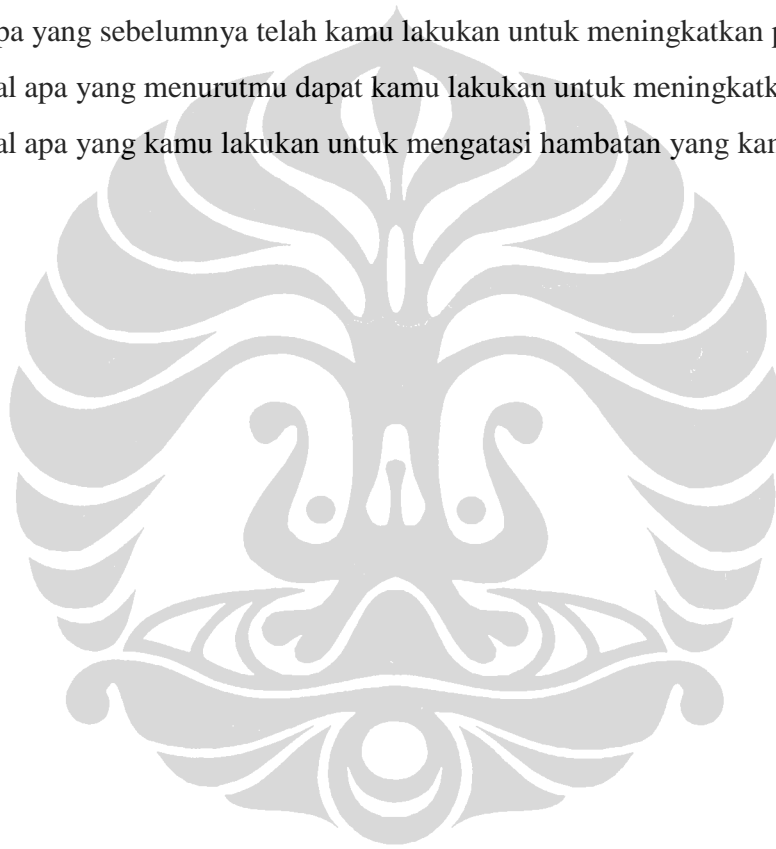 pa yang sebelumnya telah kamu lakukan untuk meningkatkan p
al apa yang menurutmu dapat kamu lakukan untuk meningkatk
al apa yang kamu lakukan untuk mengatasi hambatan yang kam